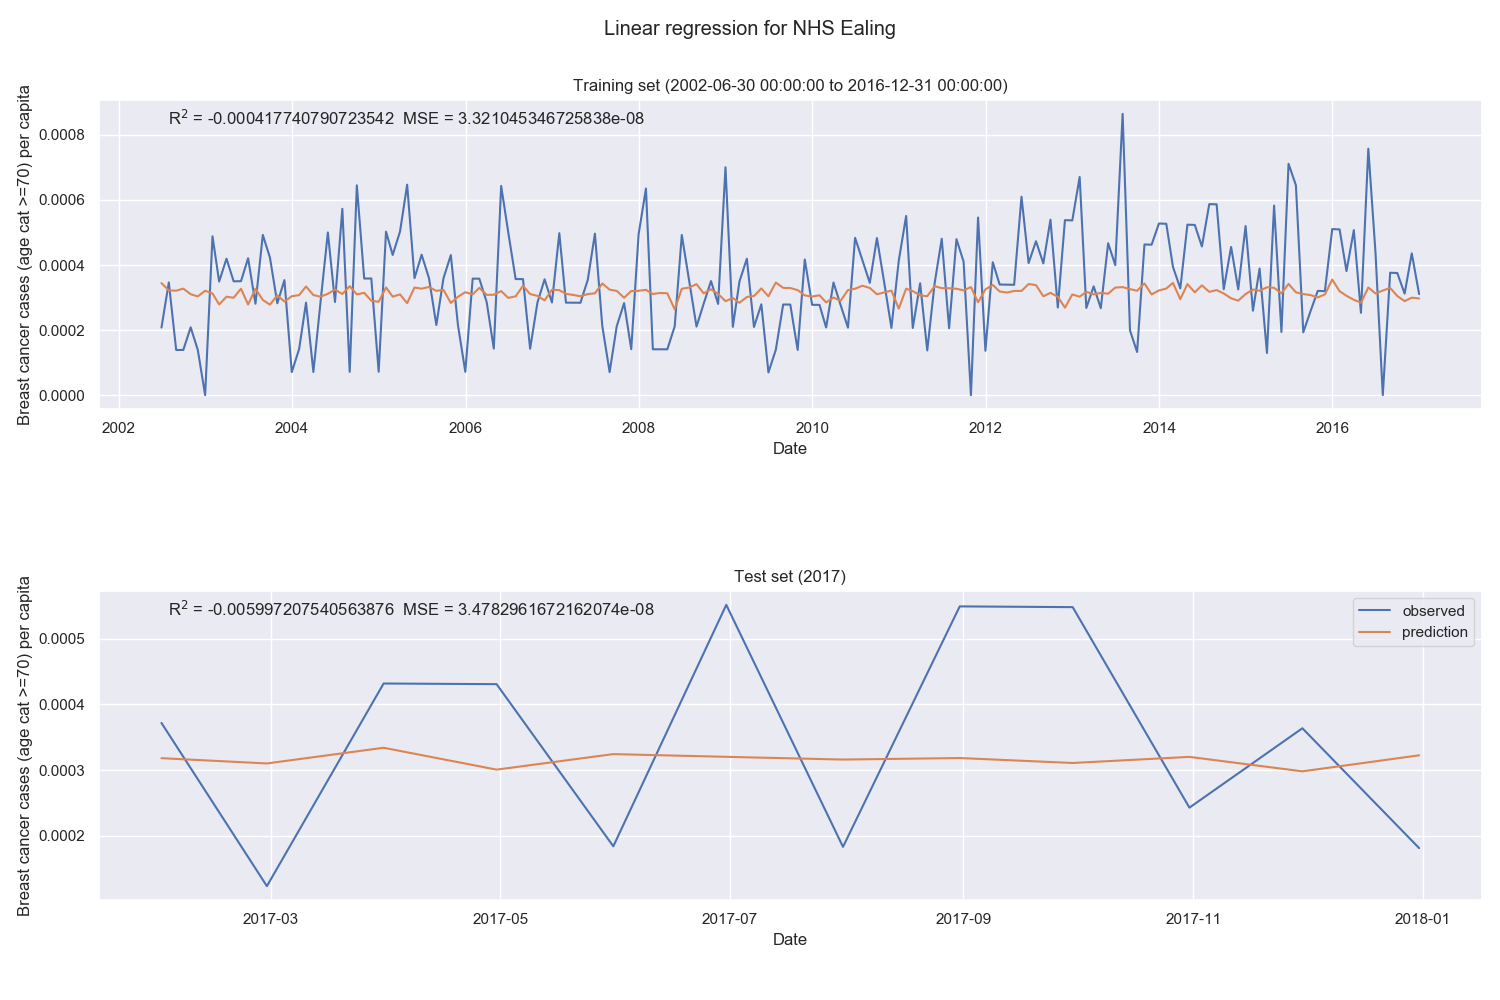 Linear regression for NHS Ealing
Training set (2002-06-30 00:00:00 to 2016-12-31 00:00:00)
R² = -0.000417740790723542 MSE = 3.321045346725838e-08
Breast cancer cases (age cat >=70) per capita
0.0008
0.0006
0.0004
0.0002
0.0000
2002 2004 2006 2008 2010 2012 2014 2016
Date
Test set (2017)
R² = -0.005997207540563876 MSE = 3.4782961672162074e-08
observed
prediction
Breast cancer cases (age cat >=70) per capita
0.0005
0.0004
0.0003
0.0002
2017-03 2017-05 2017-07 2017-09 2017-11 2018-01
Date